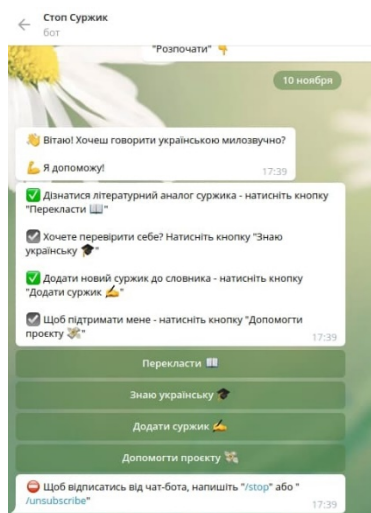 Стоп Суржик
бот
"Розпочати" 👇
10 ноября
👋 Вітаю! Хочеш говорити українською милозвучно?
💪 Я допоможу!
17:39
✅ Дізнатися літературний аналог суржика - натисніть кнопку
"Перекласти 📖"
☑️ Хочете перевірити себе? Натисніть кнопку "Знаю
українську 🎓"
✅ Додати новий суржик до словника - натисніть кнопку
"Додати суржик ✍️"
☑️ Щоб підтримати мене - натисніть кнопку "Допомогти
проєкту 💸"
17:39
Перекласти 📖
Знаю українську 🎓
Додати суржик ✍️
Допомогти проєкту 💸
⛔ Щоб відписатись від чат-бота, напишіть "/stop" або "
/unsubscribe"
17:39